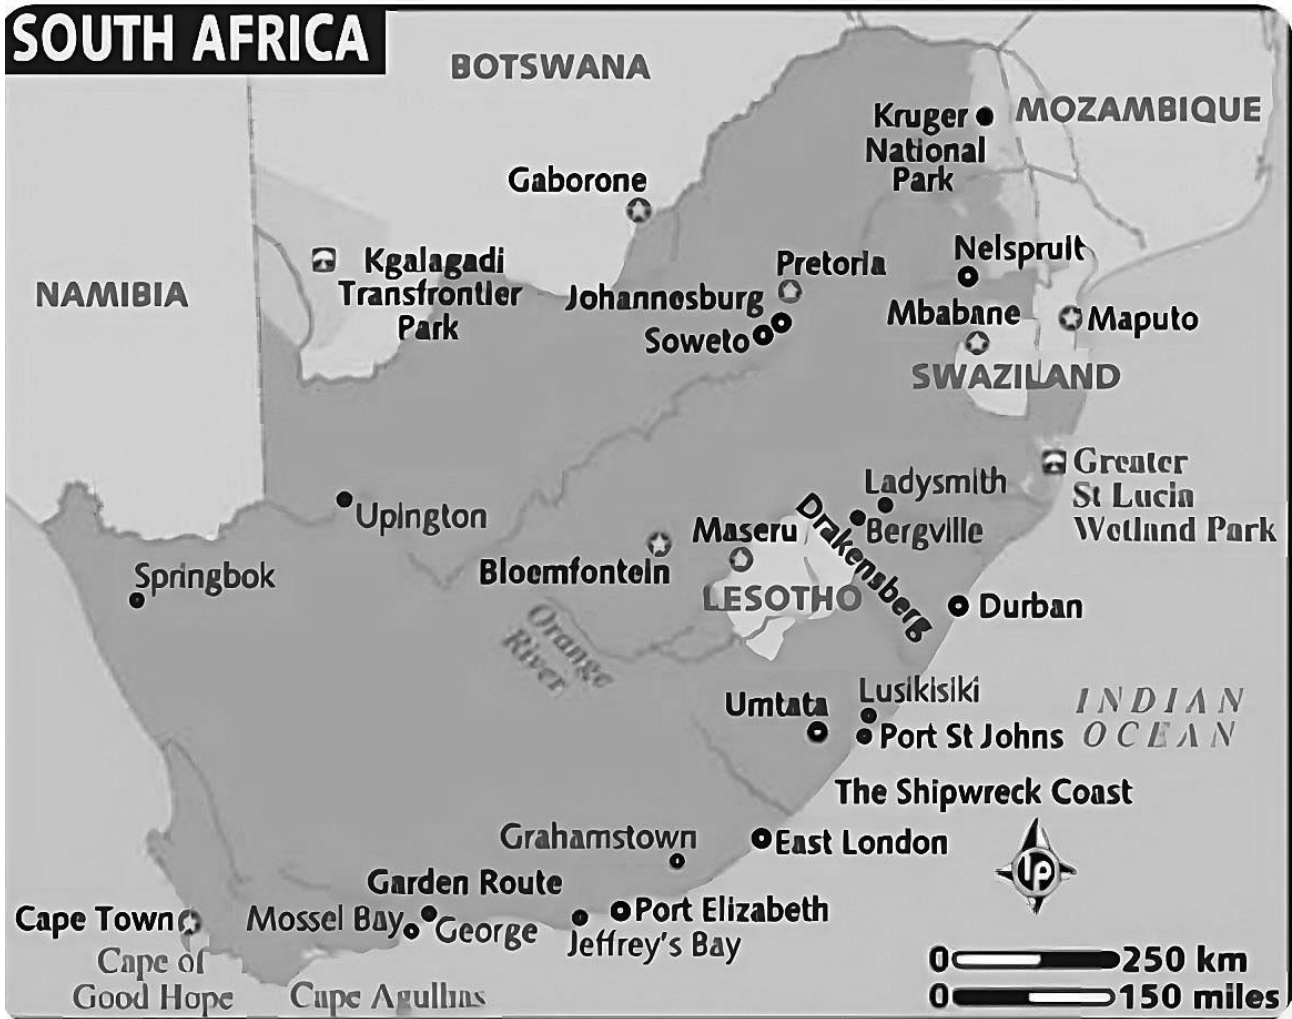 SOUTH AFRICA
BOTSWANA
Kruger
National
Park
MOZAMBIQUE
Gaborone
Kgalagadi
Transfrontier
Park
NAMIBIA
Pretoria
Johannesburg
Soweto
Nelspruit
Mbabane
Maputo
SWAZILAND
Greater
St Lucia
Wetland Park
Ladysmith
Bergville
Drakensberg
Upington
Maseru
Bloemfontein
LESOTHO
Springbok
Durban
Orange
River
Umtata
Lusikisiki
Port St Johns
INDIAN
OCEAN
The Shipwreck Coast
Grahamstown
East London
Garden Route
Cape Town
Mossel Bay
George
Port Elizabeth
Jeffrey's Bay
Cape of
Good Hope
Cape Agullas
lp
0 250 km
0 150 miles